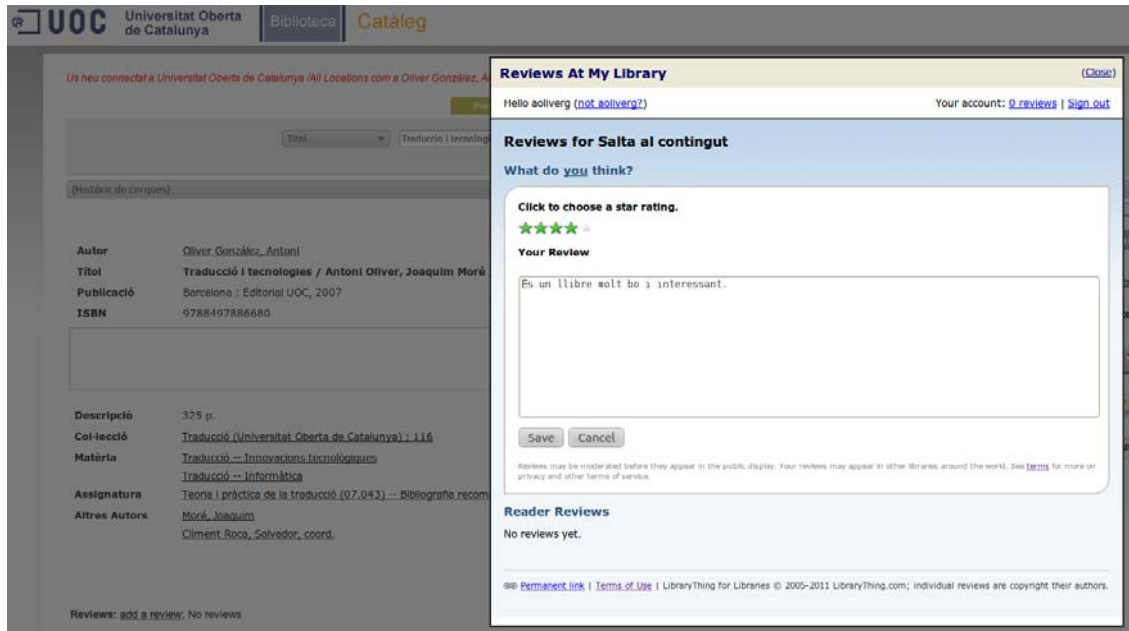 UOC
Universitat Oberta
de Catalunya
Biblioteca
Catàleg
Us heu connectat a Universitat Oberta de Catalunya /All Locations com a Oliver González,
Títol
Traducció i tecnolog
(Històric de cerques)
Autor Oliver González, Antoni
Títol Traducció i tecnologies / Antoni Oliver, Joaquim Moré
Publicació Barcelona : Editorial UOC, 2007
ISBN 9788497886680
Descripció 325 p.
Col·lecció Traducció (Universitat Oberta de Catalunya) ; 116
Matèria Traducció -- Innovacions tecnològiques
Traducció -- Informàtica
Assignatura Teoria i pràctica de la traducció (07.043) -- Bibliografia recom
Altres Autors Moré, Joaquim
Climent Roca, Salvador, coord.
Reviews: add a review; No reviews
Reviews At My Library (Close)
Hello aoliverg (not aoliverg?) Your account: 0 reviews | Sign out
Reviews for Salta al contingut
What do you think?
Click to choose a star rating.
Your Review
És un llibre molt bo i interessant.
Save Cancel
Reviews may be moderated before they appear in the public display. Your reviews may appear in other libraries around the world. See terms for more on
privacy and other terms of service.
Reader Reviews
No reviews yet.
Permanent link | Terms of Use | LibraryThing for Libraries © 2005-2011 LibraryThing.com; individual reviews are copyright their authors.